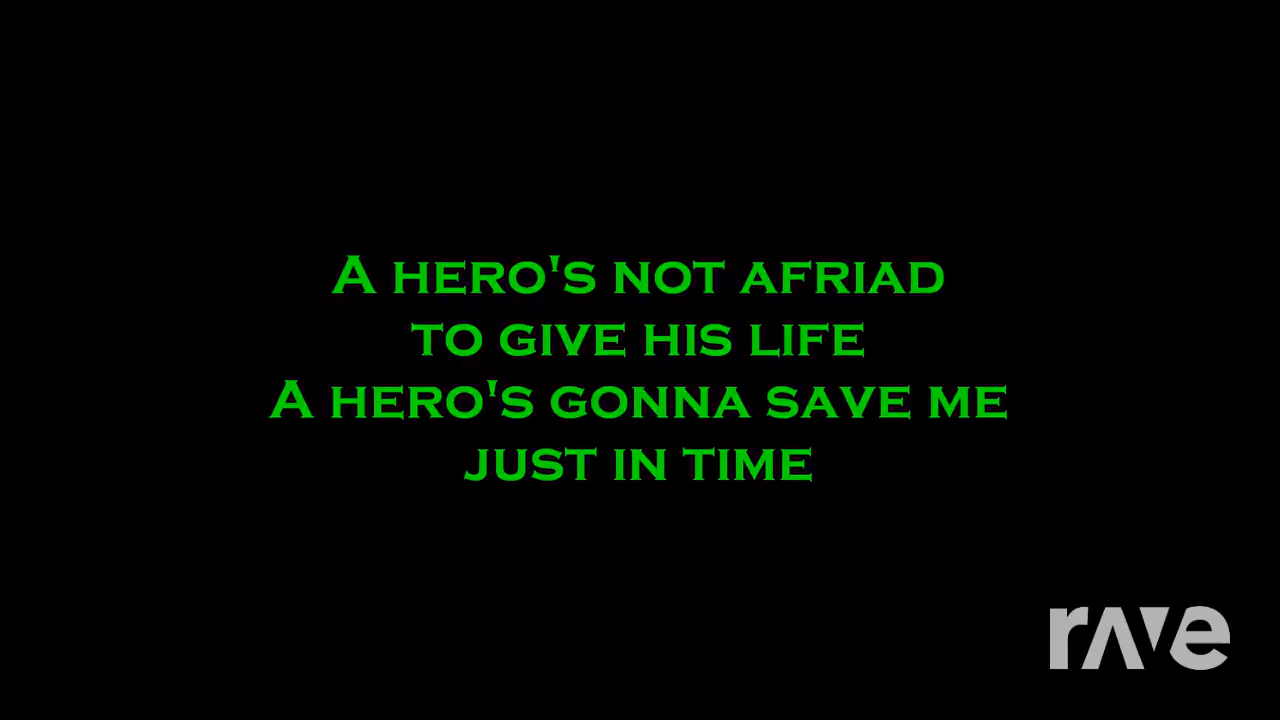 A HERO'S NOT AFRIAD
TO GIVE HIS LIFE
A HERO'S GONNA SAVE ME
JUST IN TIME
rave